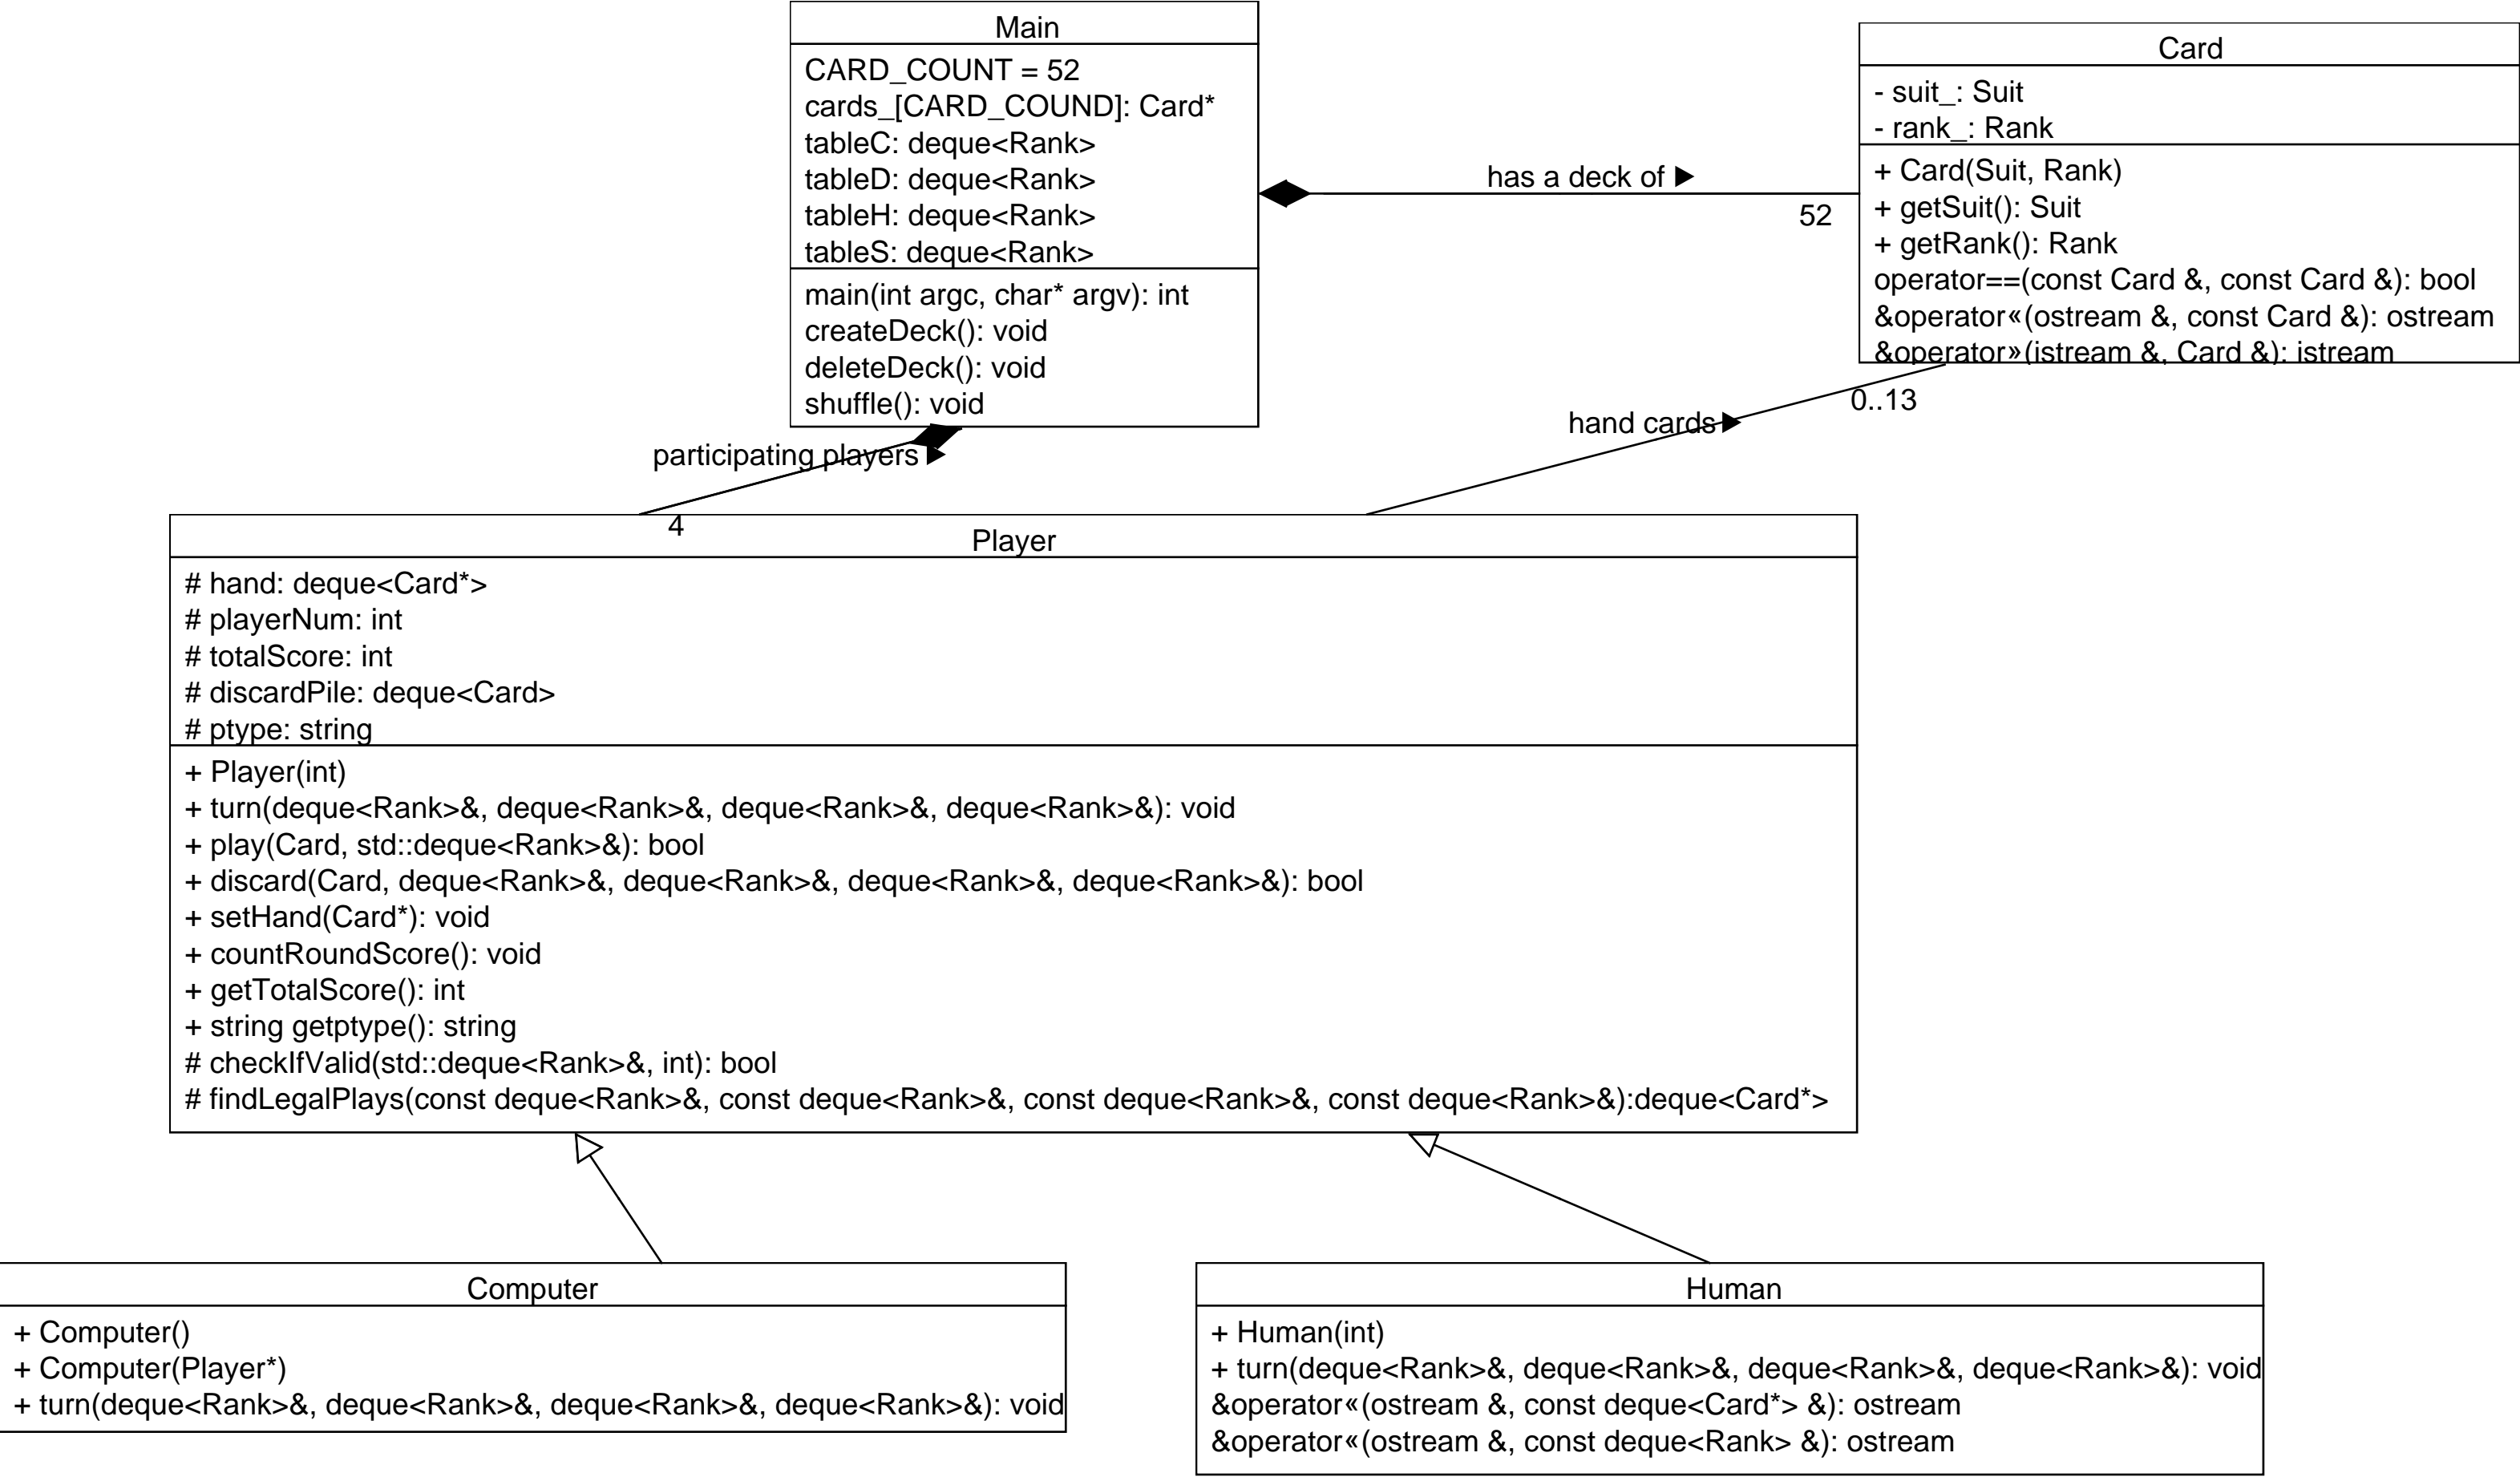 Main
CARD_COUNT = 52
cards_[CARD_COUND]: Card*
tableC: deque<Rank>
tableD: deque<Rank>
tableH: deque<Rank>
tableS: deque<Rank>
main(int argc, char* argv): int
createDeck(): void
deleteDeck(): void
shuffle(): void
has a deck of ▶
52
Card
- suit_: Suit
- rank_: Rank
+ Card(Suit, Rank)
+ getSuit(): Suit
+ getRank(): Rank
operator==(const Card &, const Card &): bool
&operator«(ostream &, const Card &): ostream
&operator»(istream &, Card &): istream
0..13
hand cards ▶
participating players ▶
4
Player
# hand: deque<Card*>
# playerNum: int
# totalScore: int
# discardPile: deque<Card>
# ptype: string
+ Player(int)
+ turn(deque<Rank>&, deque<Rank>&, deque<Rank>&, deque<Rank>&): void
+ play(Card, std::deque<Rank>&): bool
+ discard(Card, deque<Rank>&, deque<Rank>&, deque<Rank>&, deque<Rank>&): bool
+ setHand(Card*): void
+ countRoundScore(): void
+ getTotalScore(): int
+ string getptype(): string
# checkIfValid(std::deque<Rank>&, int): bool
# findLegalPlays(const deque<Rank>&, const deque<Rank>&, const deque<Rank>&, const deque<Rank>&):deque<Card*>
Computer
+ Computer()
+ Computer(Player*)
+ turn(deque<Rank>&, deque<Rank>&, deque<Rank>&, deque<Rank>&): void
Human
+ Human(int)
+ turn(deque<Rank>&, deque<Rank>&, deque<Rank>&, deque<Rank>&): void
&operator«(ostream &, const deque<Card*> &): ostream
&operator«(ostream &, const deque<Rank> &): ostream